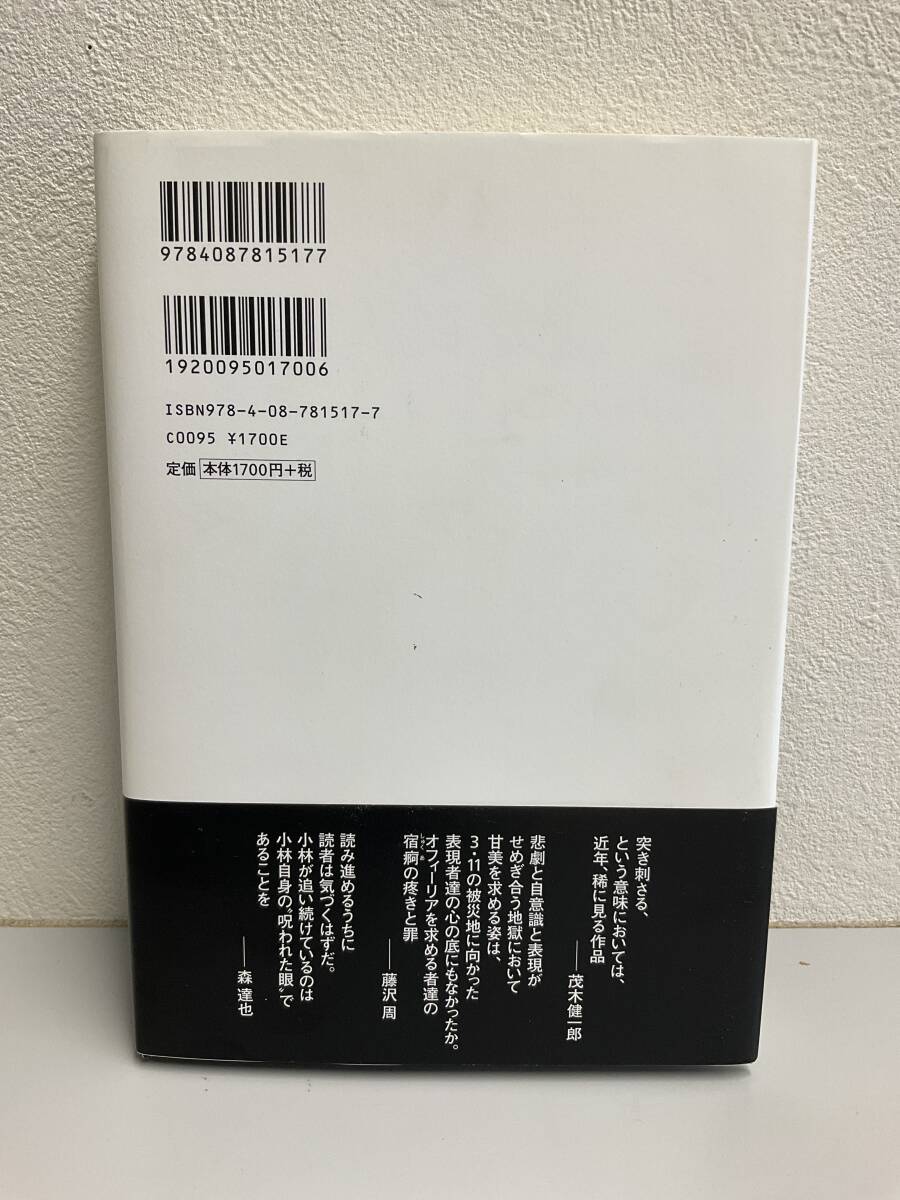 9784087815177
1920095017006
ISBN978-4-08-781517-7
C0095 ¥1700E
定価 本体1700円+税
突き刺さる、
という意味においては、
近年、稀に見る作品
――茂木健一郎
悲劇と自意識と表現が
せめぎ合う地獄において
甘美を求める姿は、
3・11の被災地に向かった
表現者達の心の底にもなかったか。
オフィーリアを求める者達の
宿痾の疼きと罪
しゅくあ
――藤沢 周
読み進めるうちに
読者は気づくはずだ。
小林が追い続けているのは
小林自身の〝呪われた眼〟で
あることを
――森 達也